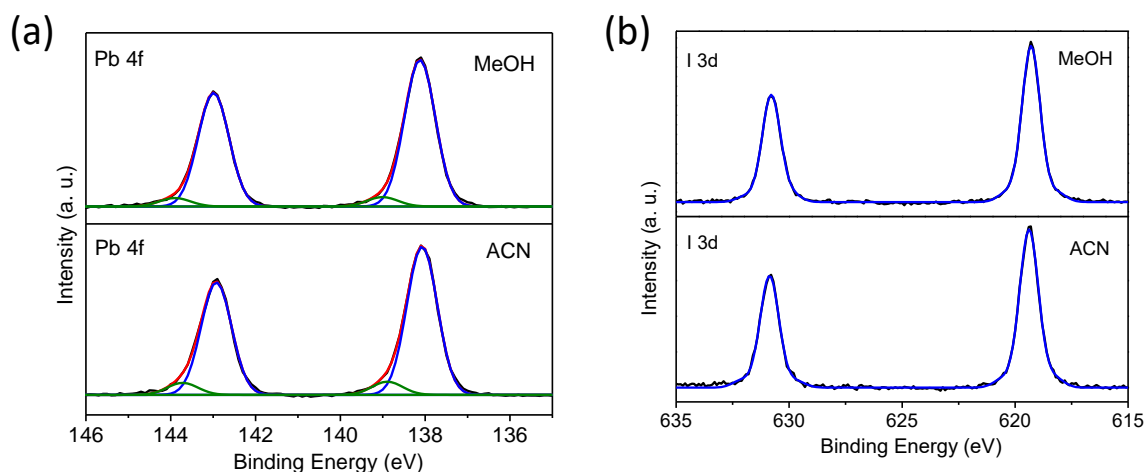 (a)
Pb 4f
MeOH
Pb 4f
ACN
Intensity (a. u.)
146 144 142 140 138 136
Binding Energy (eV)
(b)
I 3d
MeOH
I 3d
ACN
Intensity (a. u.)
635 630 625 620 615
Binding Energy (eV)